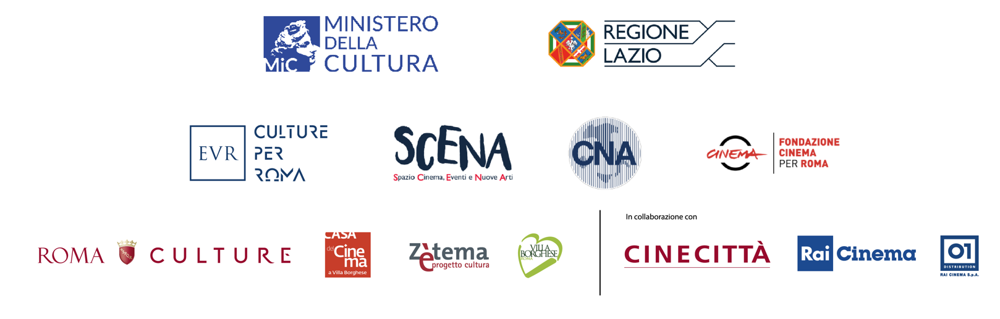 MiC
MINISTERO
DELLA
CULTURA
REGIONE
LAZIO
EVR
CULTURE
PER
ROMA
SCENA
Spazio Cinema, Eventi e Nuove Arti
CNA
CINEMA
FONDAZIONE
CINEMA
PER ROMA
ROMA
CULTURE
CASA
del Cine
ma
a Villa Borghese
Zètema
progetto cultura
VILLA
BORGHESE
ROMA
In collaborazione con
CINECITTÀ
Rai Cinema
01
DISTRIBUTION
RAI CINEMA S.p.A.